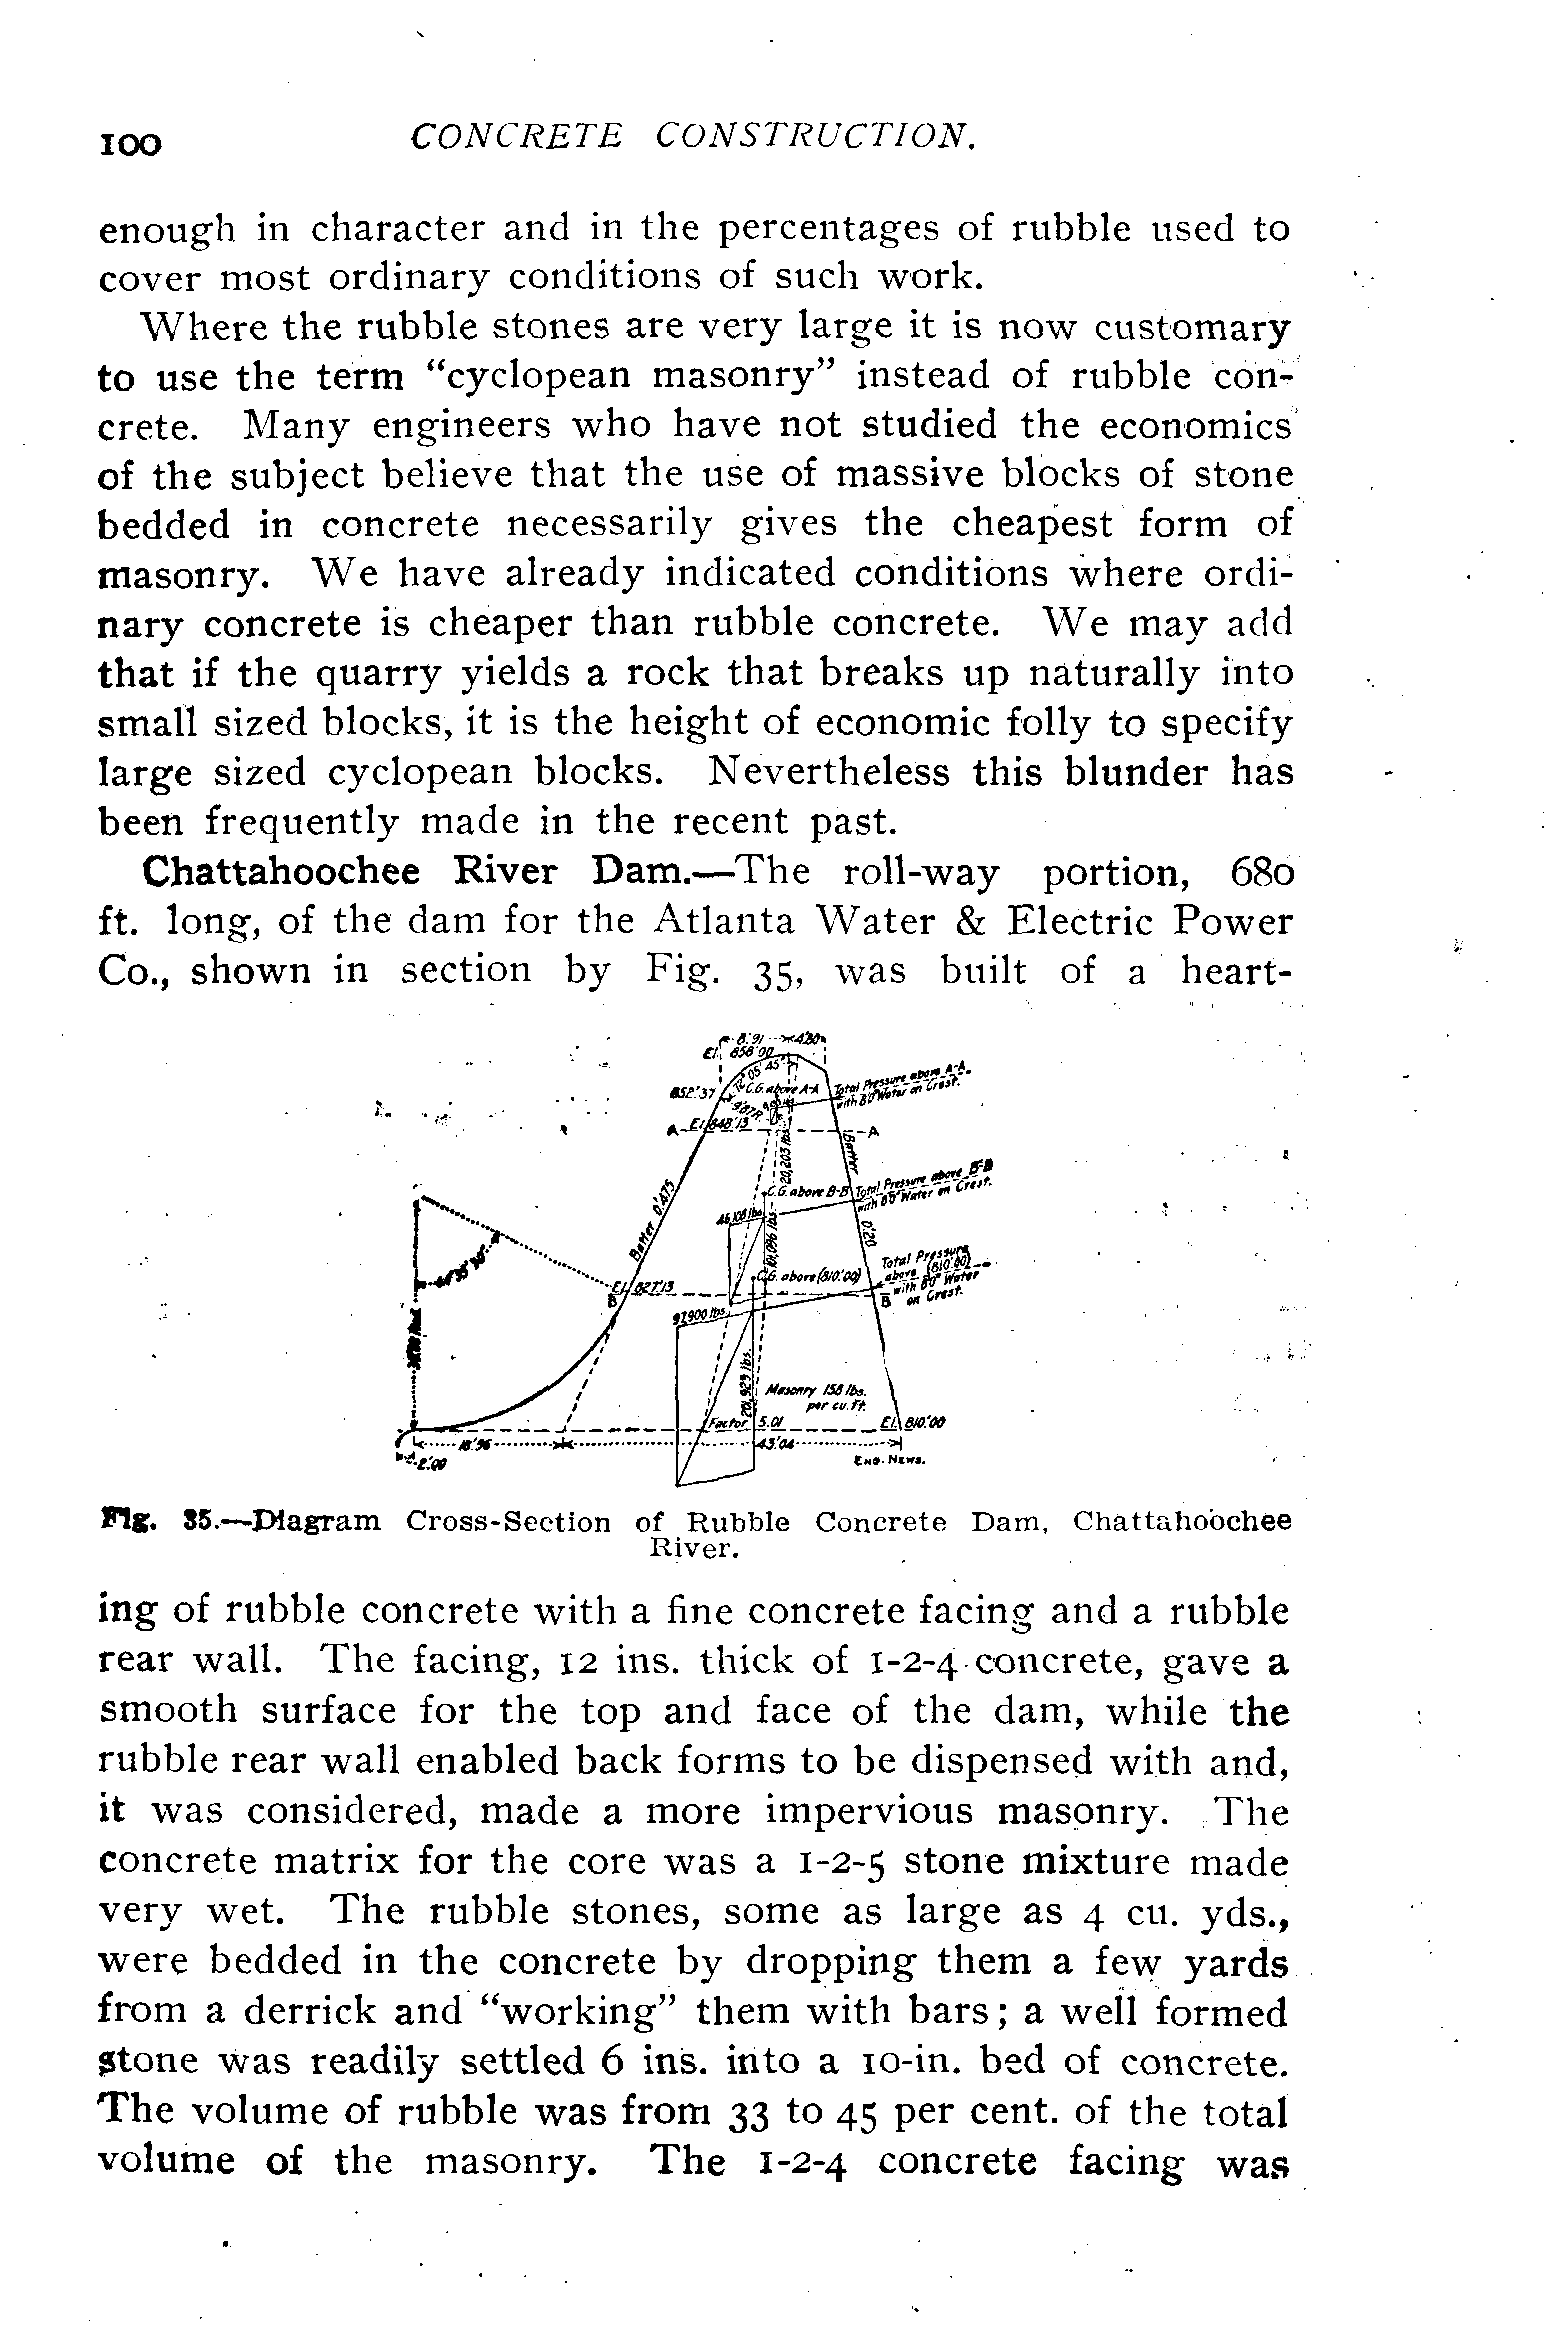 100 CONCRETE CONSTRUCTION.
enough in character and in the percentages of rubble used to
cover most ordinary conditions of such work.
Where the rubble stones are very large it is now customary
to use the term “cyclopean masonry” instead of rubble con-
crete. Many engineers who have not studied the economics
of the subject believe that the use of massive blocks of stone
bedded in concrete necessarily gives the cheapest form of
masonry. We have already indicated conditions where ordi-
nary concrete is cheaper than rubble concrete. We may add
that if the quarry yields a rock that breaks up naturally into
small sized blocks, it is the height of economic folly to specify
large sized cyclopean blocks. Nevertheless this blunder has
been frequently made in the recent past.
Chattahoochee River Dam.—The roll-way portion, 680
ft. long, of the dam for the Atlanta Water & Electric Power
Co., shown in section by Fig. 35, was built of a heart-
8.'91 4.'20
El. 858'00
852.'37
C.G. above A-A
Total Pressure above A-A.
with 8'0" Water on Crest.
A El. 848'13 A
Batter
20,203 lbs.
Batter 0.'475
C.G. above B-B
Total Pressure above B-B
with 8'0" Water on Crest.
0.'20
C.G. above (810.'00)
Total Pressure
above (810.'00)
with 8'0" Water
on Crest.
El. 827.'13
B B
97,900 lbs.
Masonry 158 lbs.
per cu. ft.
Factor 5.01 El. 810.'00
18.'96 43.'04
2.'00 ENG. NEWS.
Fig. 35.—Diagram Cross-Section of Rubble Concrete Dam, Chattahoochee
River.
ing of rubble concrete with a fine concrete facing and a rubble
rear wall. The facing, 12 ins. thick of 1-2-4 concrete, gave a
smooth surface for the top and face of the dam, while the
rubble rear wall enabled back forms to be dispensed with and,
it was considered, made a more impervious masonry. The
concrete matrix for the core was a 1-2-5 stone mixture made
very wet. The rubble stones, some as large as 4 cu. yds.,
were bedded in the concrete by dropping them a few yards
from a derrick and “working” them with bars; a well formed
stone was readily settled 6 ins. into a 10-in. bed of concrete.
The volume of rubble was from 33 to 45 per cent. of the total
volume of the masonry. The 1-2-4 concrete facing was